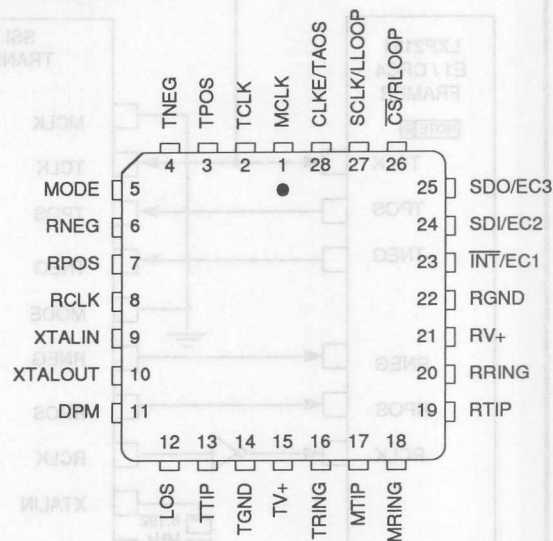 TNEG
TPOS
TCLK
MCLK
CLKE/TAOS
SCLK/LLOOP
C̅S̅/RLOOP
4 3 2 1 28 27 26
MODE 5
RNEG 6
RPOS 7
RCLK 8
XTALIN 9
XTALOUT 10
DPM 11
25 SDO/EC3
24 SDI/EC2
23 I̅N̅T̅/EC1
22 RGND
21 RV+
20 RRING
19 RTIP
12 13 14 15 16 17 18
LOS
TTIP
TGND
TV+
TRING
MTIP
MRING